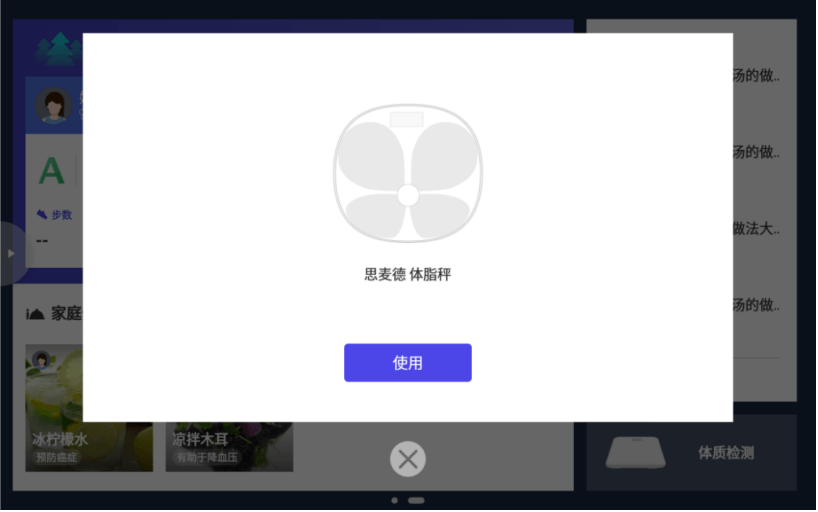 A
步数
--
家庭
冰柠檬水
预防癌症
凉拌木耳
有助于降血压
思麦德 体脂秤
使用
汤的做..
汤的做..
做法大..
汤的做..
体质检测